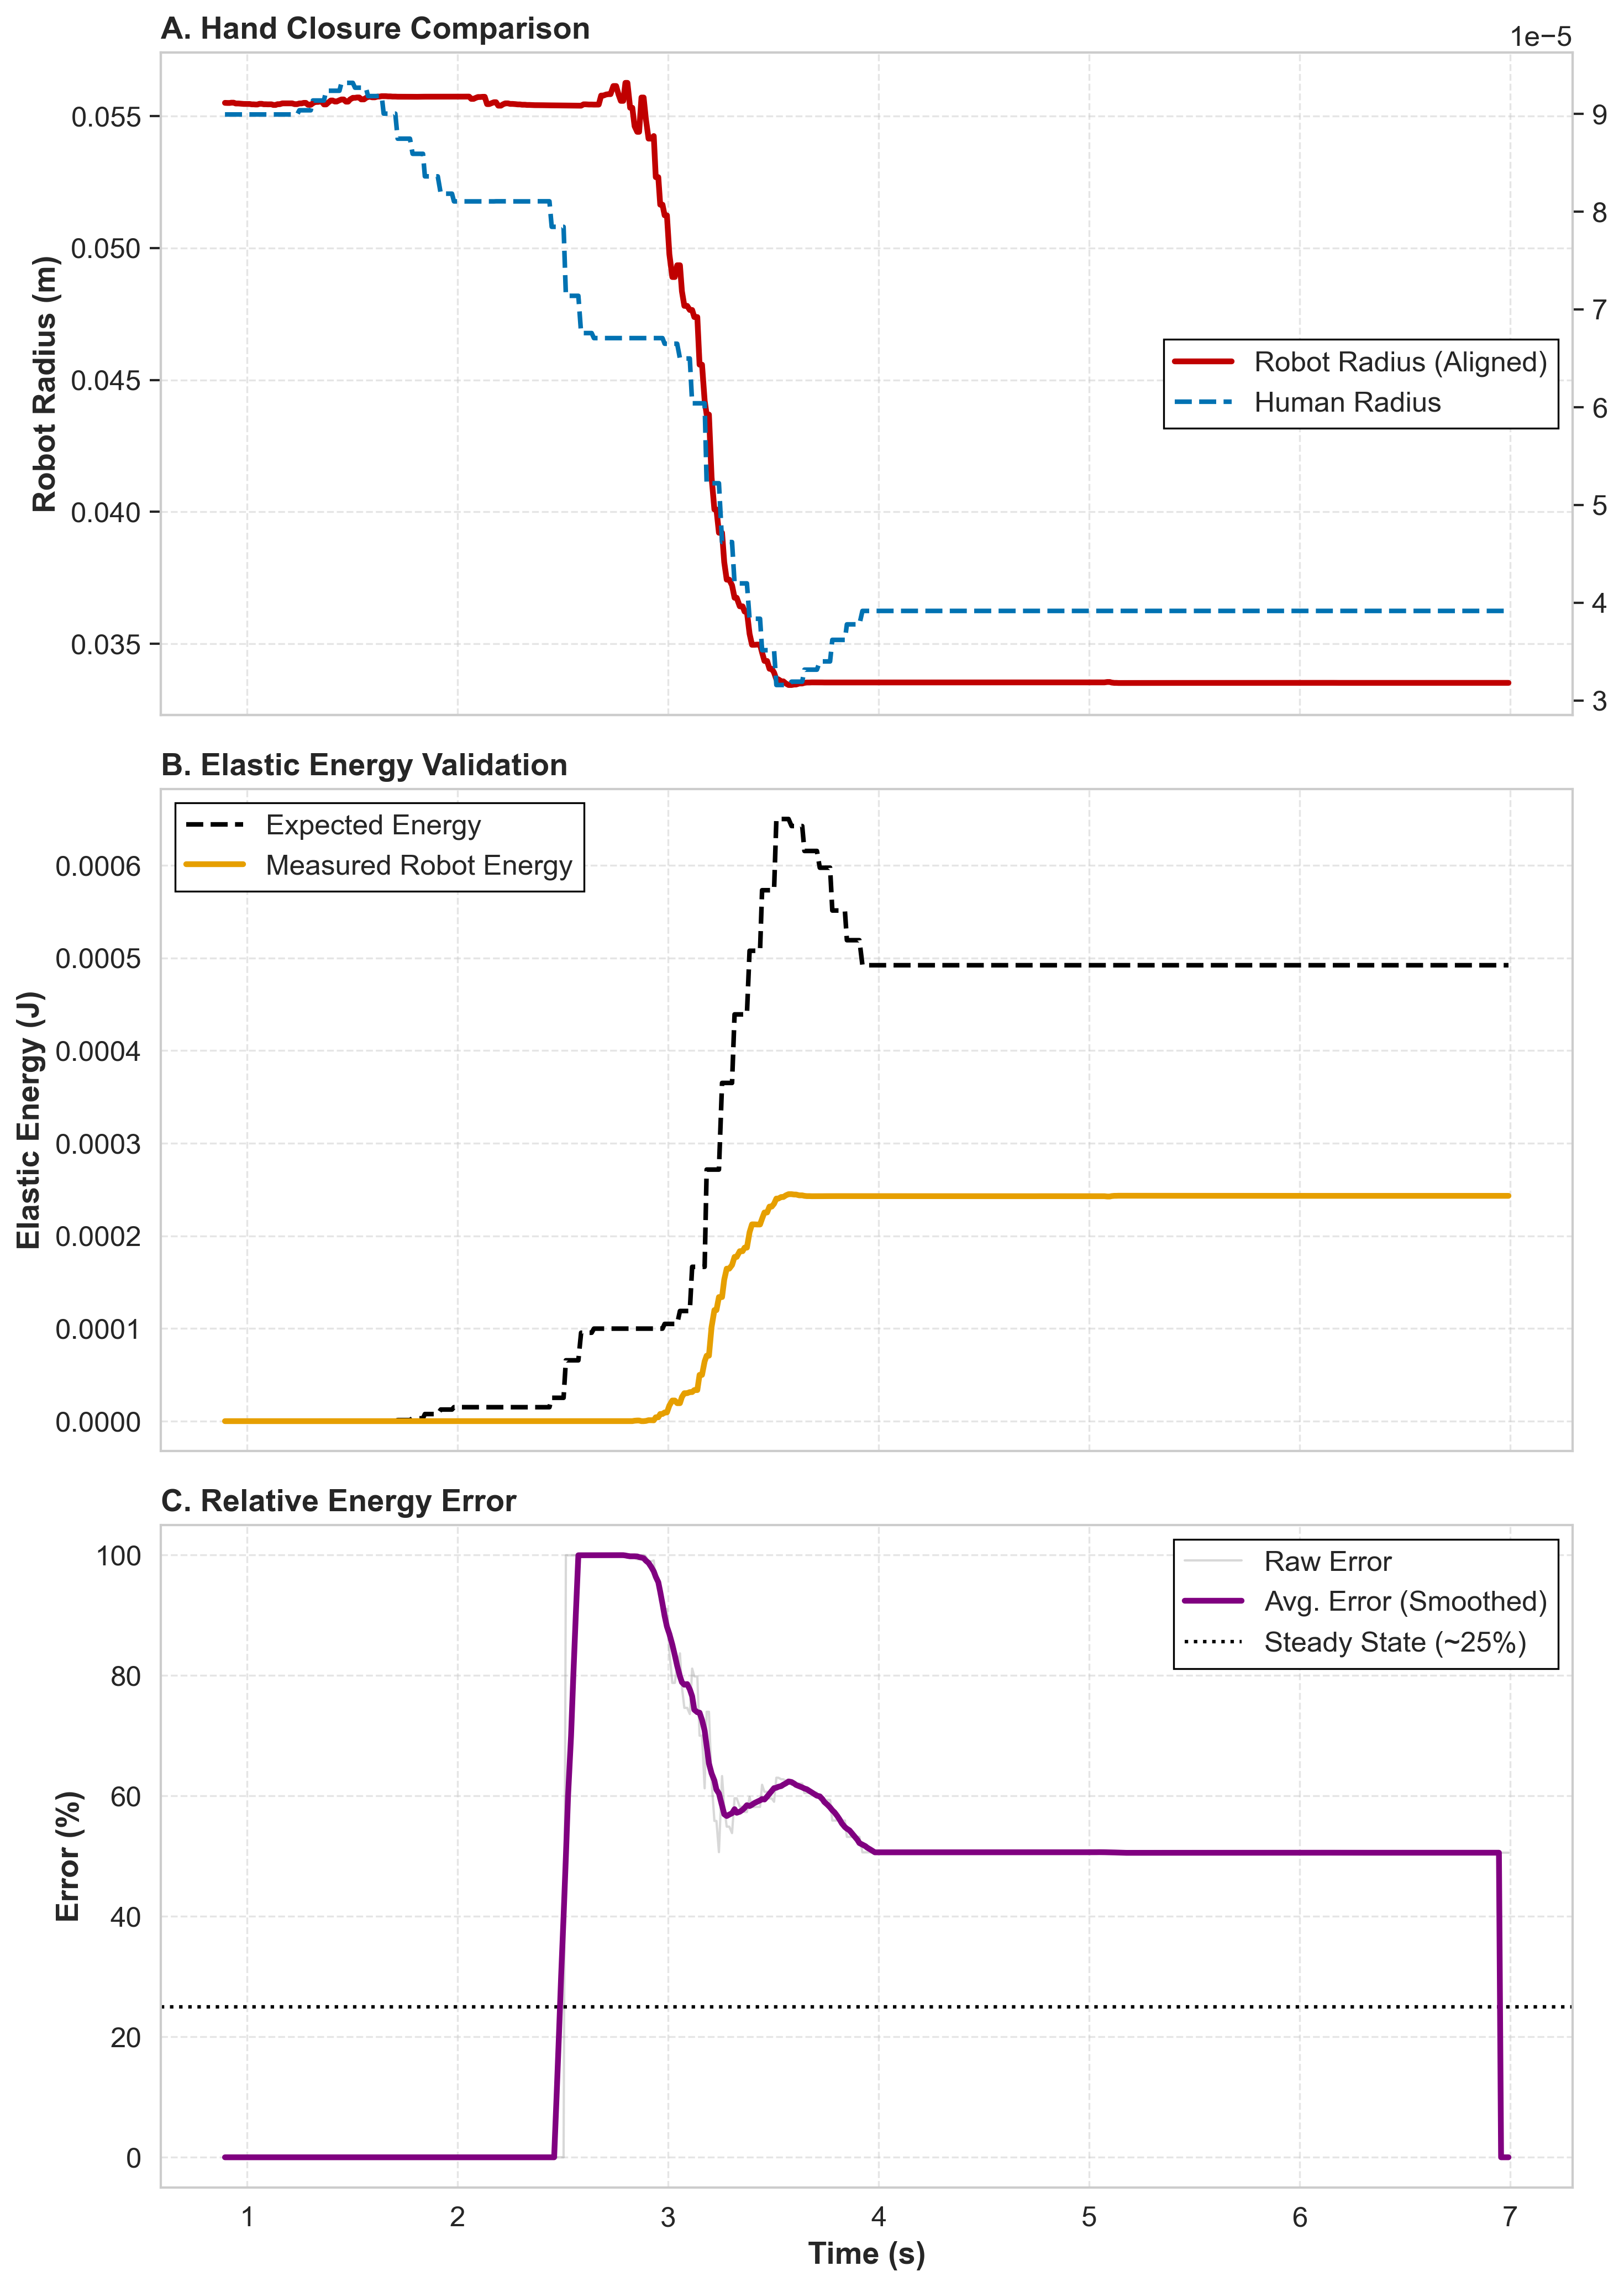 A. Hand Closure Comparison
1e−5
0.055
0.050
0.045
0.040
0.035
Robot Radius (m)
9
8
7
6
5
4
3
Robot Radius (Aligned)
Human Radius
B. Elastic Energy Validation
Expected Energy
Measured Robot Energy
0.0006
0.0005
0.0004
0.0003
0.0002
0.0001
0.0000
Elastic Energy (J)
C. Relative Energy Error
Raw Error
Avg. Error (Smoothed)
Steady State (~25%)
100
80
60
40
20
0
Error (%)
1 2 3 4 5 6 7
Time (s)